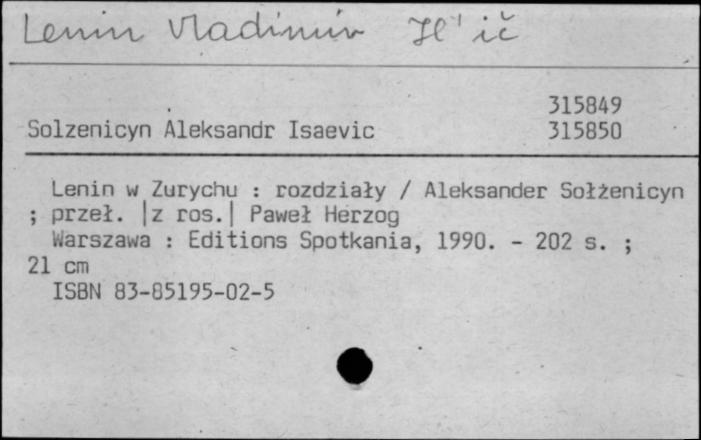 Lenin Vladimir Il'ič
315849
Solzenicyn Aleksandr Isaevic 315850
Lenin w Zurychu : rozdziały / Aleksander Sołżenicyn
; przeł. |z ros.| Paweł Herzog
Warszawa : Editions Spotkania, 1990. - 202 s. ;
21 cm
ISBN 83-85195-02-5